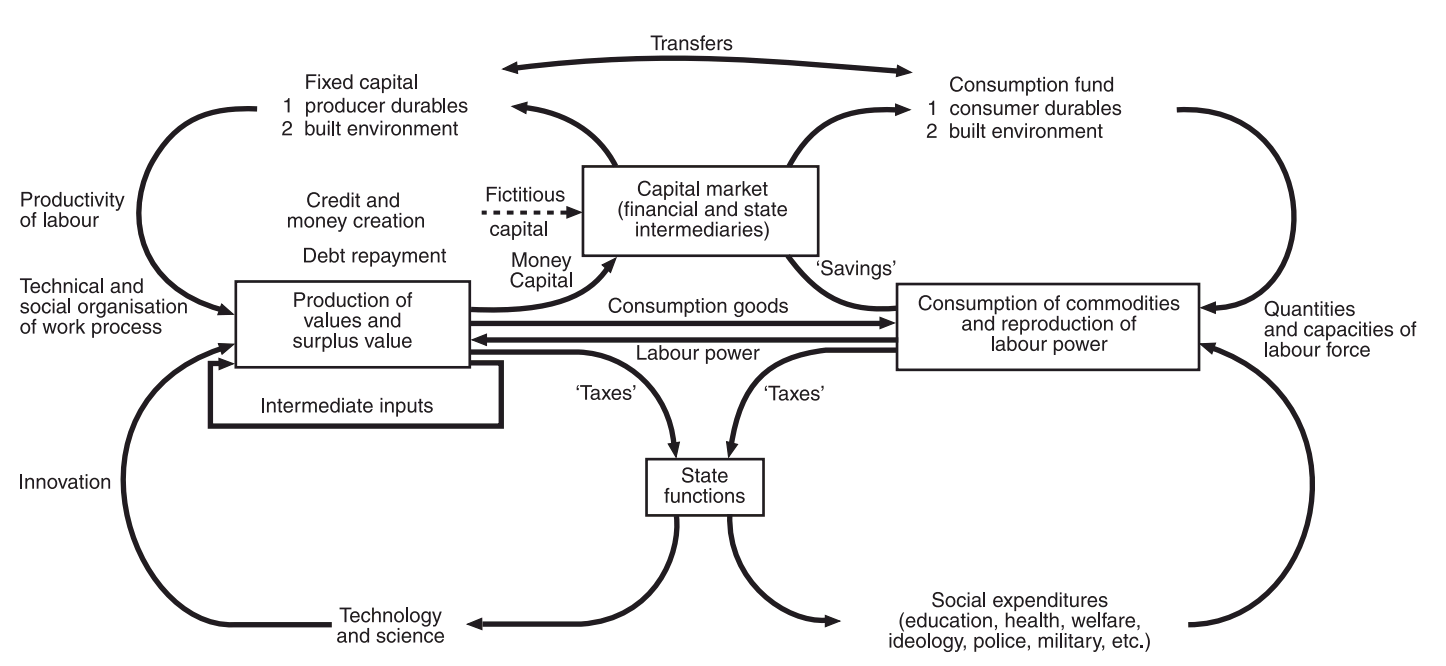 Transfers
Fixed capital
1 producer durables
2 built environment
Consumption fund
1 consumer durables
2 built environment
Productivity
of labour
Credit and
money creation
Debt repayment
Fictitious
capital
Capital market
(financial and state
intermediaries)
Money
Capital
'Savings'
Technical and
social organisation
of work process
Production of
values and
surplus value
Consumption goods
Labour power
Consumption of commodities
and reproduction of
labour power
Quantities
and capacities of
labour force
Intermediate inputs
'Taxes'
'Taxes'
Innovation
State
functions
Technology
and science
Social expenditures
(education, health, welfare,
ideology, police, military, etc.)